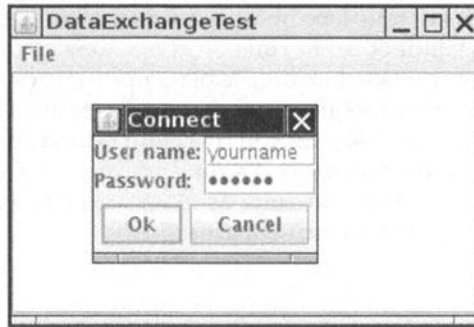 DataExchangeTest
File
Connect
User name: yourname
Password: ••••••
Ok Cancel